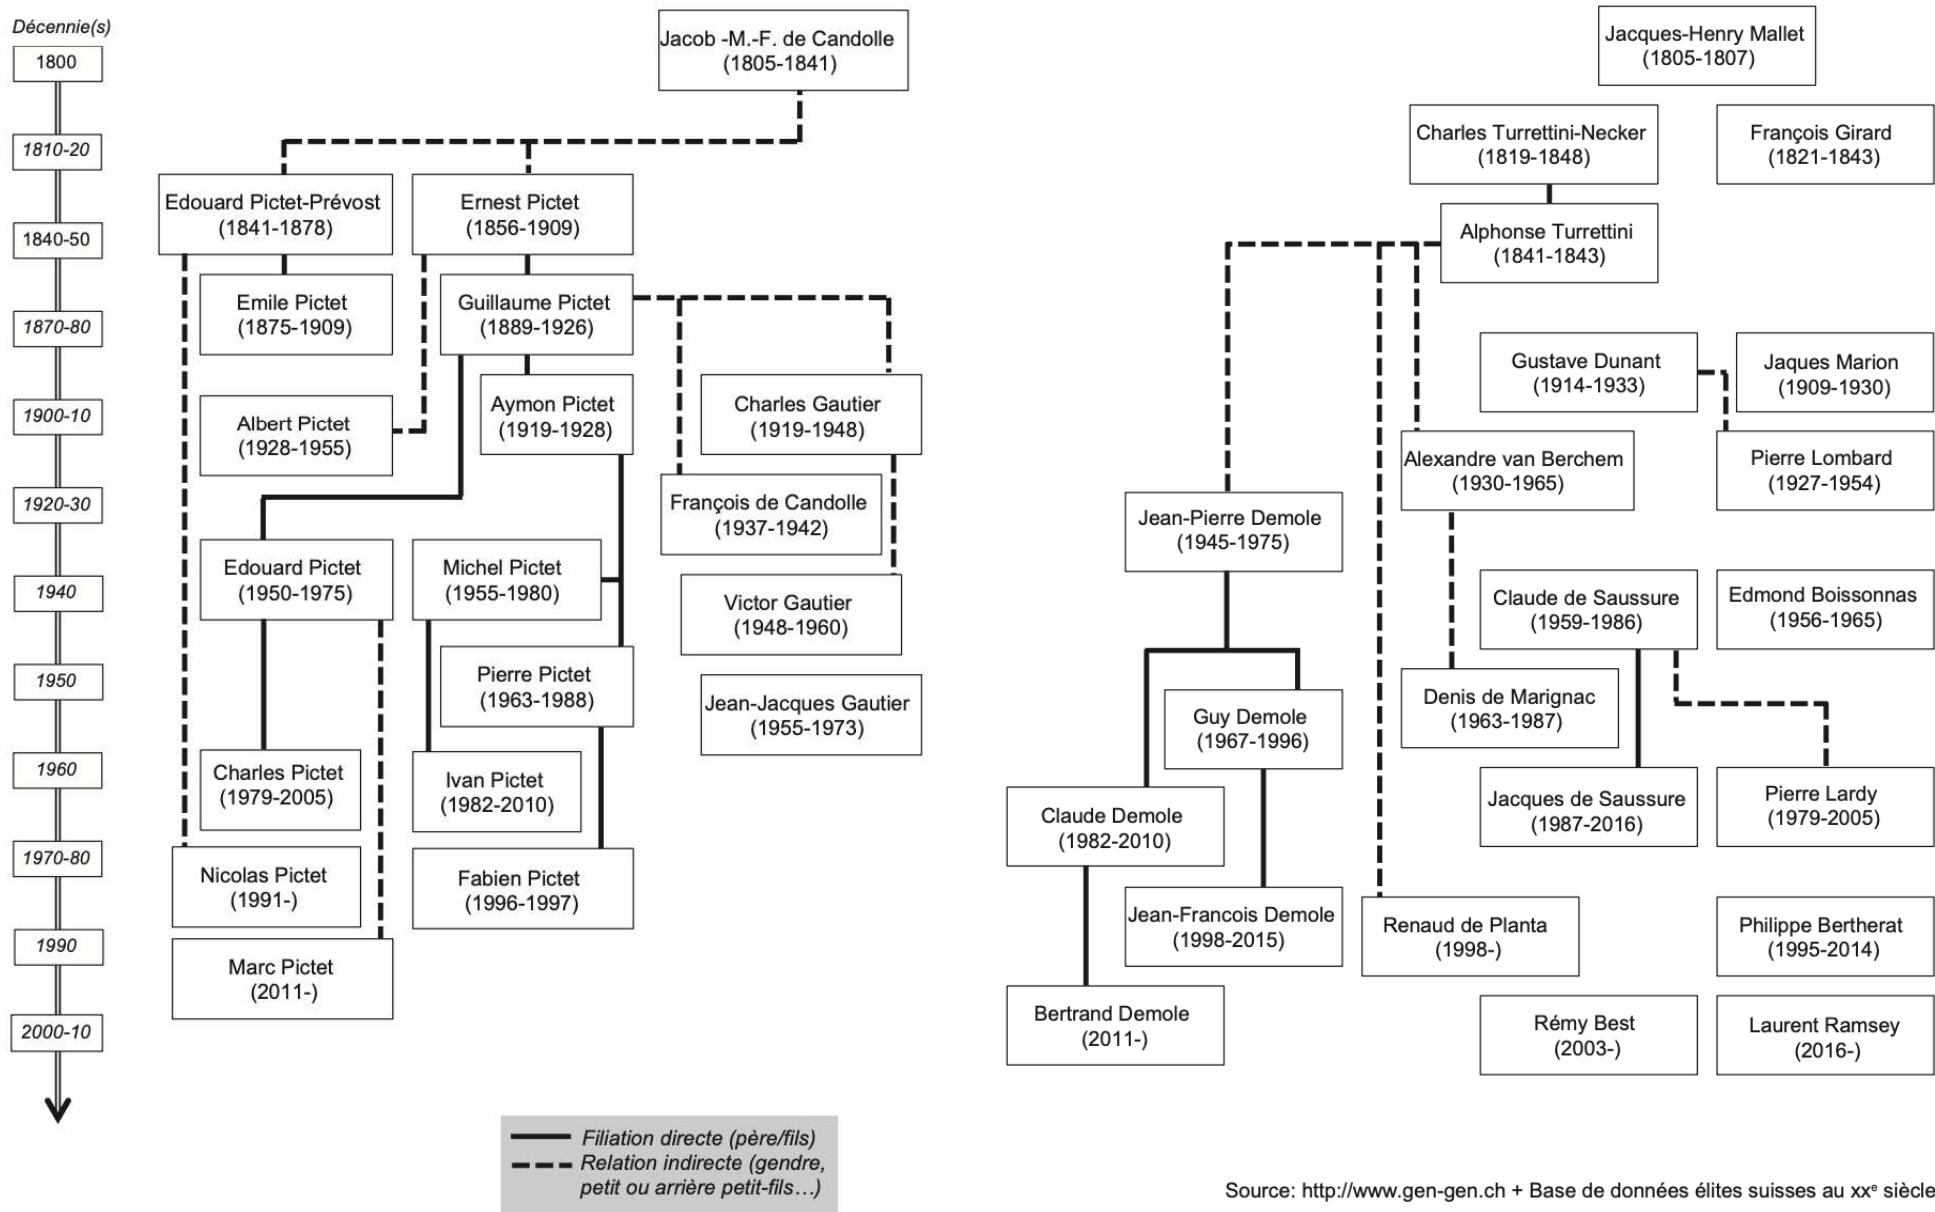 Décennie(s)
1800
1810-20
1840-50
1870-80
1900-10
1920-30
1940
1950
1960
1970-80
1990
2000-10
Jacob -M.-F. de Candolle
(1805-1841)
Edouard Pictet-Prévost
(1841-1878)
Ernest Pictet
(1856-1909)
Emile Pictet
(1875-1909)
Guillaume Pictet
(1889-1926)
Albert Pictet
(1928-1955)
Aymon Pictet
(1919-1928)
Charles Gautier
(1919-1948)
François de Candolle
(1937-1942)
Edouard Pictet
(1950-1975)
Michel Pictet
(1955-1980)
Victor Gautier
(1948-1960)
Pierre Pictet
(1963-1988)
Jean-Jacques Gautier
(1955-1973)
Charles Pictet
(1979-2005)
Ivan Pictet
(1982-2010)
Nicolas Pictet
(1991-)
Fabien Pictet
(1996-1997)
Marc Pictet
(2011-)
Jacques-Henry Mallet
(1805-1807)
Charles Turrettini-Necker
(1819-1848)
François Girard
(1821-1843)
Alphonse Turrettini
(1841-1843)
Gustave Dunant
(1914-1933)
Jaques Marion
(1909-1930)
Alexandre van Berchem
(1930-1965)
Pierre Lombard
(1927-1954)
Jean-Pierre Demole
(1945-1975)
Claude de Saussure
(1959-1986)
Edmond Boissonnas
(1956-1965)
Denis de Marignac
(1963-1987)
Guy Demole
(1967-1996)
Claude Demole
(1982-2010)
Jacques de Saussure
(1987-2016)
Pierre Lardy
(1979-2005)
Jean-Francois Demole
(1998-2015)
Renaud de Planta
(1998-)
Philippe Bertherat
(1995-2014)
Bertrand Demole
(2011-)
Rémy Best
(2003-)
Laurent Ramsey
(2016-)
Filiation directe (père/fils)
Relation indirecte (gendre,
petit ou arrière petit-fils…)
Source: http://www.gen-gen.ch + Base de données élites suisses au xxe siècle